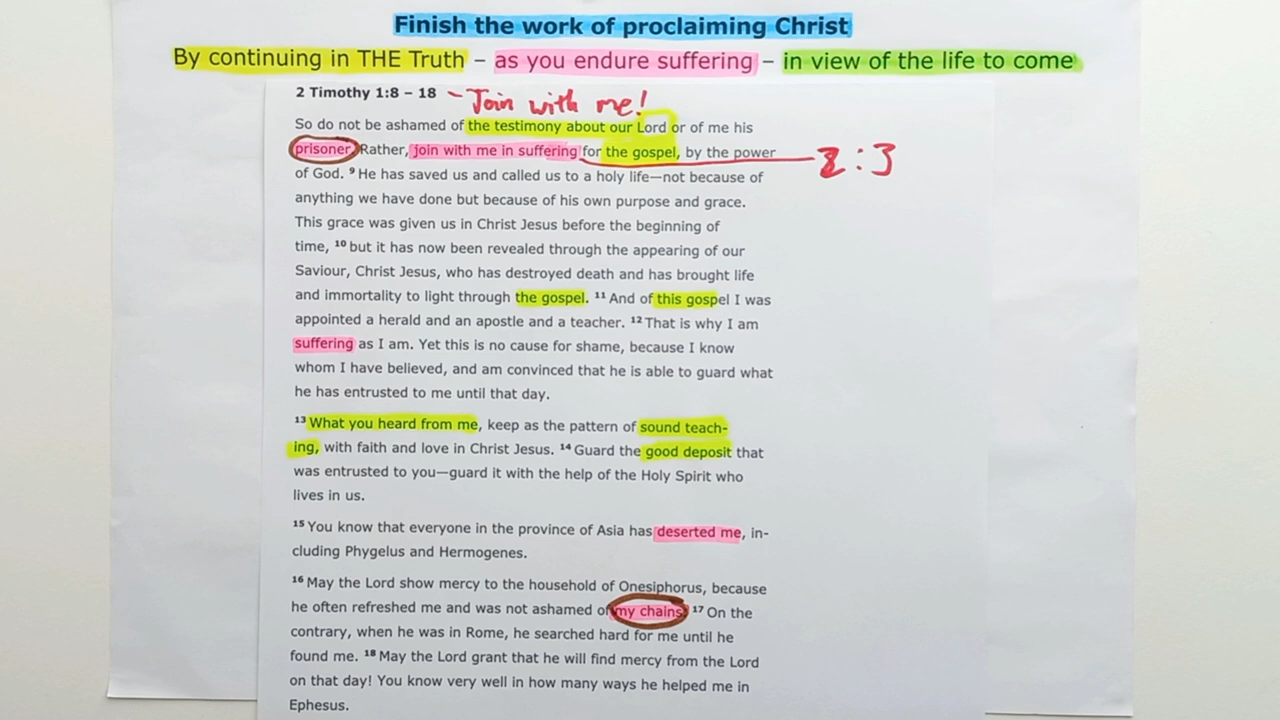 Finish the work of proclaiming Christ
By continuing in THE Truth – as you endure suffering – in view of the life to come
2 Timothy 1:8 – 18 – Join with me!
So do not be ashamed of the testimony about our Lord or of me his
prisoner. Rather, join with me in suffering for the gospel, by the power 2:3
of God. ⁹ He has saved us and called us to a holy life—not because of
anything we have done but because of his own purpose and grace.
This grace was given us in Christ Jesus before the beginning of
time, ¹⁰ but it has now been revealed through the appearing of our
Saviour, Christ Jesus, who has destroyed death and has brought life
and immortality to light through the gospel. ¹¹ And of this gospel I was
appointed a herald and an apostle and a teacher. ¹² That is why I am
suffering as I am. Yet this is no cause for shame, because I know
whom I have believed, and am convinced that he is able to guard what
he has entrusted to me until that day.
¹³ What you heard from me, keep as the pattern of sound teach-
ing, with faith and love in Christ Jesus. ¹⁴ Guard the good deposit that
was entrusted to you—guard it with the help of the Holy Spirit who
lives in us.
¹⁵ You know that everyone in the province of Asia has deserted me, in-
cluding Phygelus and Hermogenes.
¹⁶ May the Lord show mercy to the household of Onesiphorus, because
he often refreshed me and was not ashamed of my chains. ¹⁷ On the
contrary, when he was in Rome, he searched hard for me until he
found me. ¹⁸ May the Lord grant that he will find mercy from the Lord
on that day! You know very well in how many ways he helped me in
Ephesus.